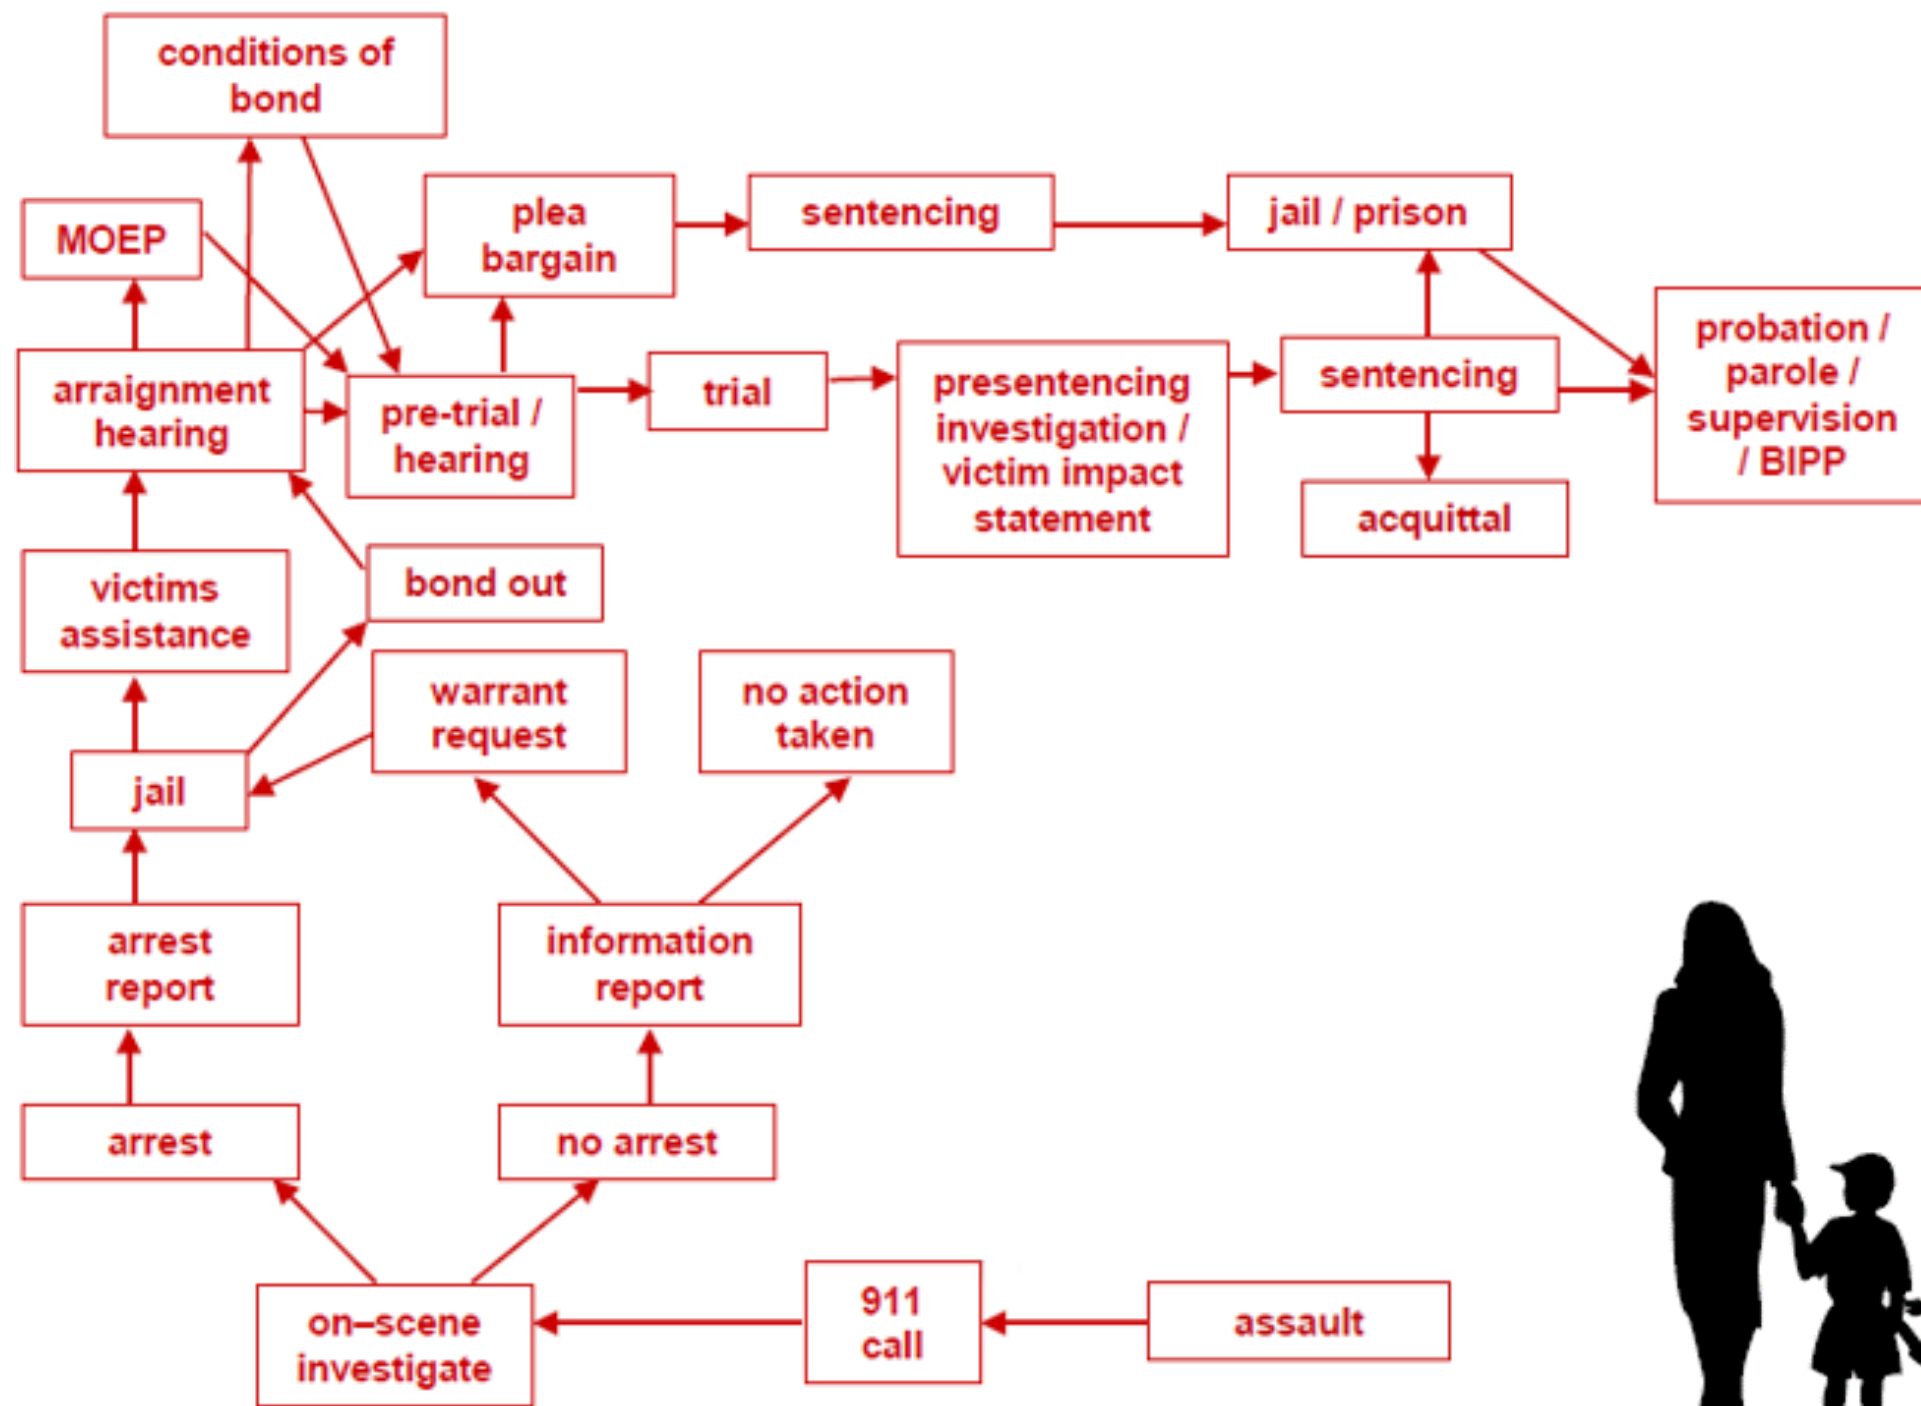 conditions of
bond
MOEP
plea
bargain
sentencing
jail / prison
arraignment
hearing
pre-trial /
hearing
trial
presentencing
investigation /
victim impact
statement
sentencing
probation /
parole /
supervision
/ BIPP
acquittal
victims
assistance
bond out
warrant
request
no action
taken
jail
arrest
report
information
report
arrest
no arrest
on–scene
investigate
911
call
assault